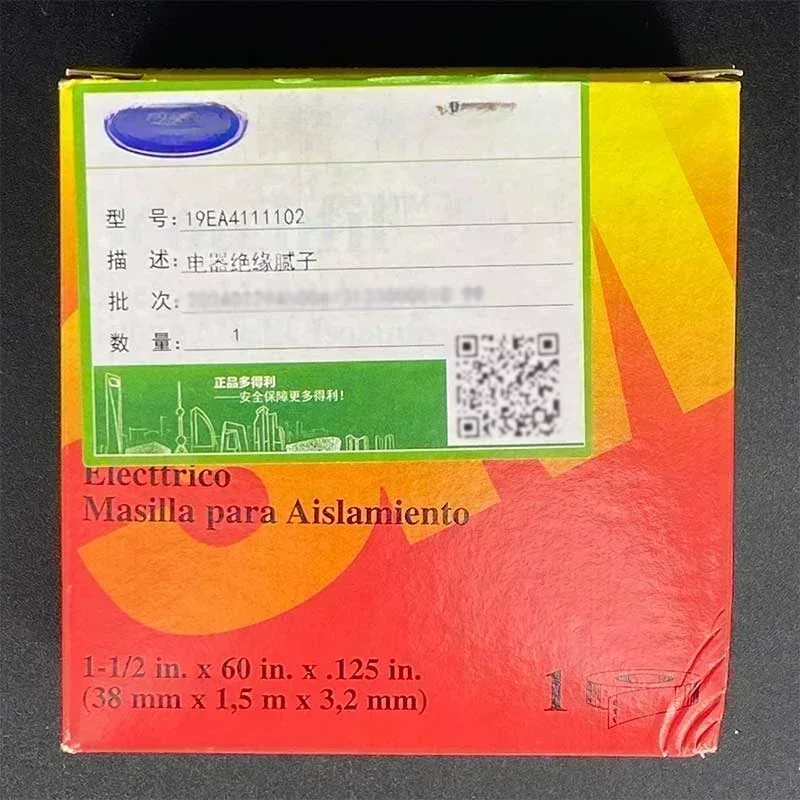 型 号: 19EA4111102
描 述: 电器绝缘腻子
批 次:
数 量: 1
正品多得利
——安全保障更多得利!
Electtrico
Masilla para Aislamiento
1-1/2 in. x 60 in. x .125 in.
(38 mm x 1,5 m x 3,2 mm)
1